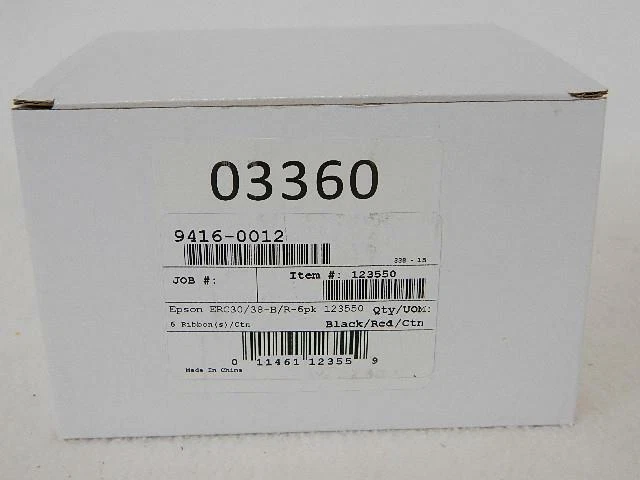 03360
9416-0012
338 - 15
JOB #: Item #: 123550
Epson ERC30/38-B/R-6pk 123550 Qty/UOM:
6 Ribbon(s)/Ctn Black/Red/Ctn
0 11461 12355 9
Made In China